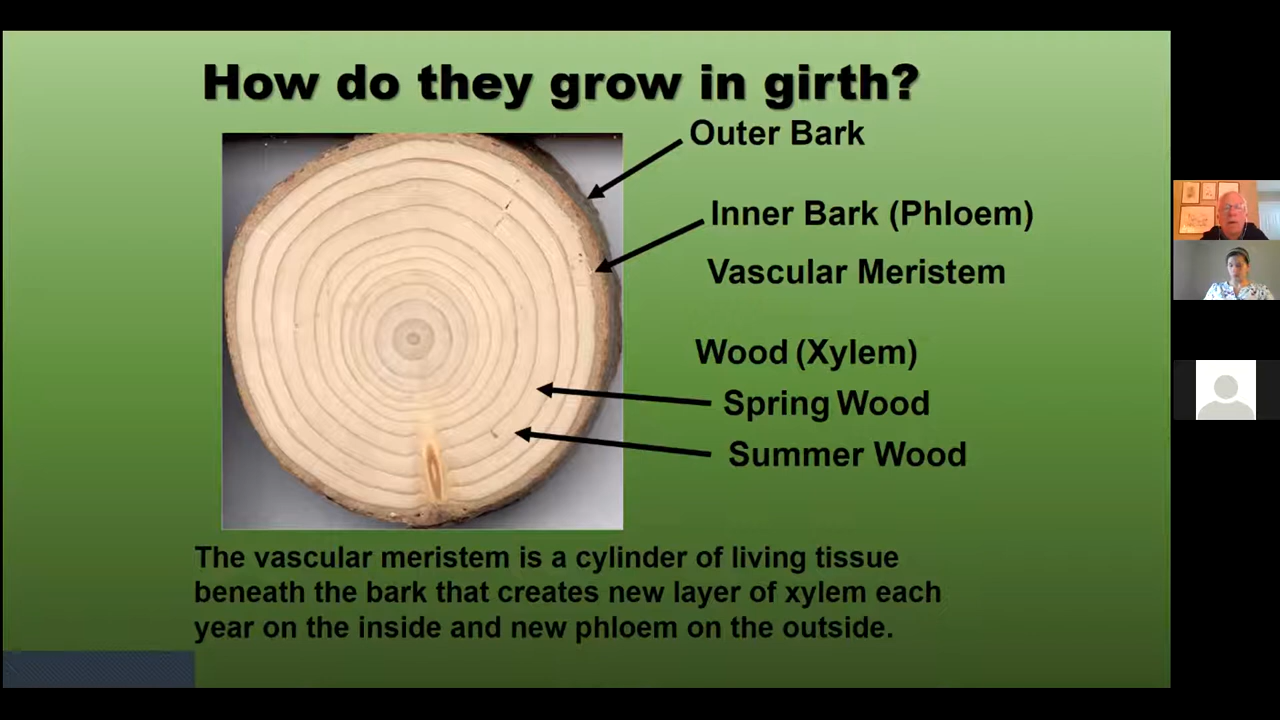 How do they grow in girth?
Outer Bark
Inner Bark (Phloem)
Vascular Meristem
Wood (Xylem)
Spring Wood
Summer Wood
The vascular meristem is a cylinder of living tissue
beneath the bark that creates new layer of xylem each
year on the inside and new phloem on the outside.